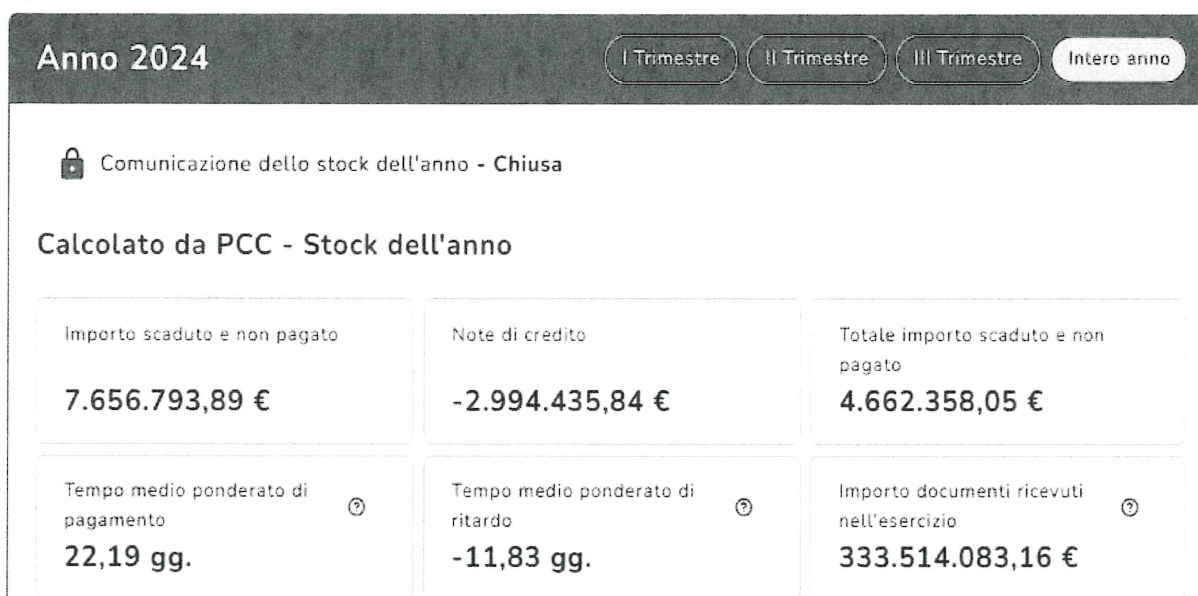 Anno 2024
I Trimestre
II Trimestre
III Trimestre
Intero anno
Comunicazione dello stock dell'anno - Chiusa
Calcolato da PCC - Stock dell'anno
Importo scaduto e non pagato
7.656.793,89 €
Note di credito
-2.994.435,84 €
Totale importo scaduto e non
pagato
4.662.358,05 €
Tempo medio ponderato di
pagamento
22,19 gg.
Tempo medio ponderato di
ritardo
-11,83 gg.
Importo documenti ricevuti
nell'esercizio
333.514.083,16 €